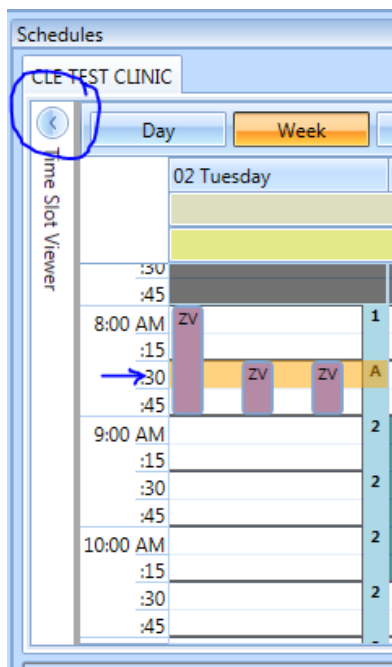 Schedules
CLE TEST CLINIC
Day Week
Time Slot Viewer
02 Tuesday
:30
:45
8:00 AM ZV 1
:15
:30 ZV ZV A
:45
9:00 AM 2
:15
:30 2
:45
10:00 AM 2
:15
:30 2
:45